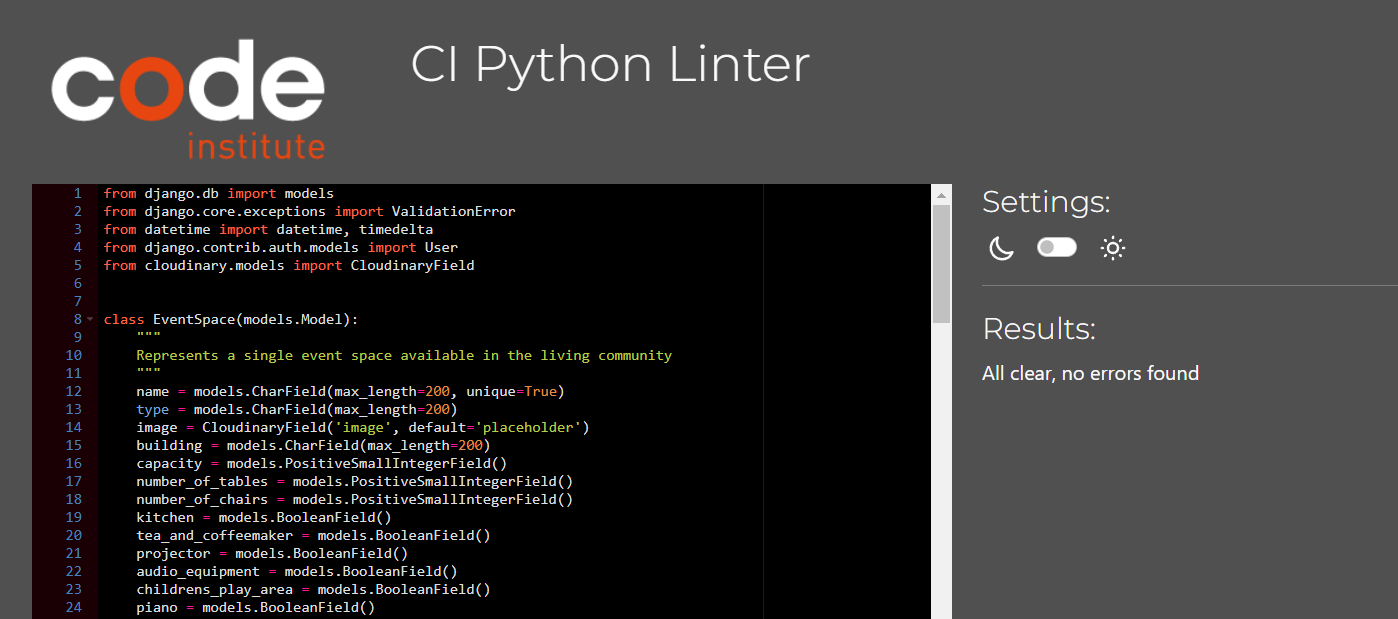 code
institute
CI Python Linter
1 from django.db import models
2 from django.core.exceptions import ValidationError
3 from datetime import datetime, timedelta
4 from django.contrib.auth.models import User
5 from cloudinary.models import CloudinaryField
6
7
8 class EventSpace(models.Model):
9     """
10     Represents a single event space available in the living community
11     """
12     name = models.CharField(max_length=200, unique=True)
13     type = models.CharField(max_length=200)
14     image = CloudinaryField('image', default='placeholder')
15     building = models.CharField(max_length=200)
16     capacity = models.PositiveSmallIntegerField()
17     number_of_tables = models.PositiveSmallIntegerField()
18     number_of_chairs = models.PositiveSmallIntegerField()
19     kitchen = models.BooleanField()
20     tea_and_coffeemaker = models.BooleanField()
21     projector = models.BooleanField()
22     audio_equipment = models.BooleanField()
23     childrens_play_area = models.BooleanField()
24     piano = models.BooleanField()
Settings:
Results:
All clear, no errors found